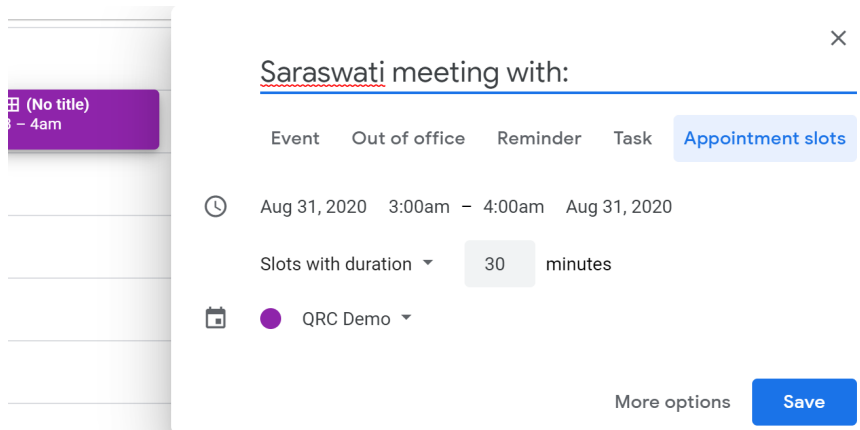 (No title)
– 4am
Saraswati meeting with:
Event Out of office Reminder Task Appointment slots
Aug 31, 2020 3:00am – 4:00am Aug 31, 2020
Slots with duration 30 minutes
QRC Demo
More options Save